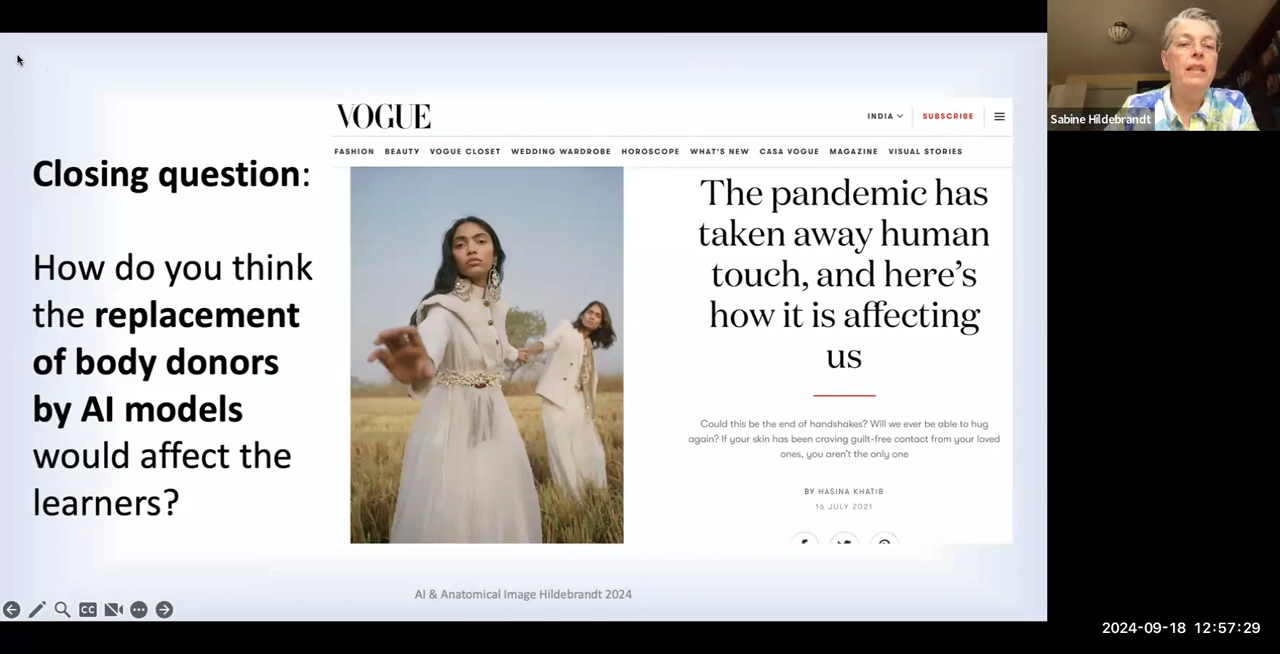 Closing question:
How do you think
the replacement
of body donors
by AI models
would affect the
learners?
VOGUE
INDIA
SUBSCRIBE
FASHION BEAUTY VOGUE CLOSET WEDDING WARDROBE HOROSCOPE WHAT'S NEW CASA VOGUE MAGAZINE VISUAL STORIES
The pandemic has
taken away human
touch, and here's
how it is affecting
us
Could this be the end of handshakes? Will we ever be able to hug
again? If your skin has been craving guilt-free contact from your loved
ones, you aren't the only one
BY HASINA KHATIB
16 JULY 2021
AI & Anatomical Image Hildebrandt 2024
CC
Sabine Hildebrandt
2024-09-18 12:57:29